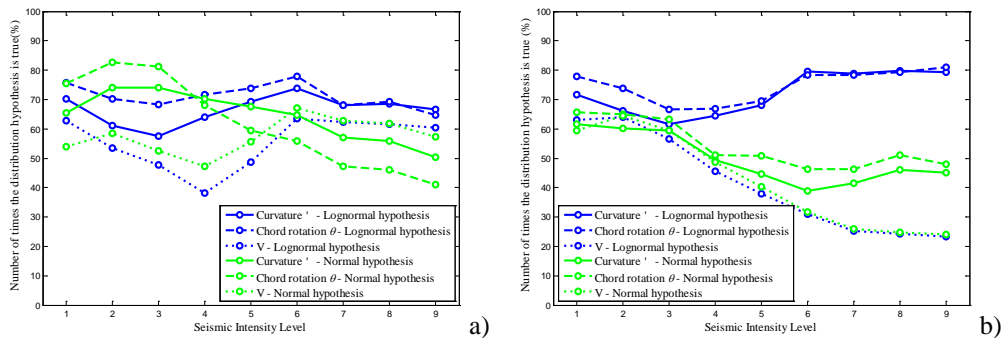 Number of times the distribution hypothesis is true(%)
100
90
80
70
60
50
40
30
20
10
0
1 2 3 4 5 6 7 8 9
Seismic Intensity Level
Curvature ' - Lognormal hypothesis
Chord rotation θ - Lognormal hypothesis
V - Lognormal hypothesis
Curvature ' - Normal hypothesis
Chord rotation θ - Normal hypothesis
V - Normal hypothesis
a)
Number of times the distribution hypothesis is true (%)
100
90
80
70
60
50
40
30
20
10
0
1 2 3 4 5 6 7 8 9
Seismic Intensity Level
Curvature ' - Lognormal hypothesis
Chord rotation θ - Lognormal hypothesis
V - Lognormal hypothesis
Curvature ' - Normal hypothesis
Chord rotation θ - Normal hypothesis
V - Normal hypothesis
b)